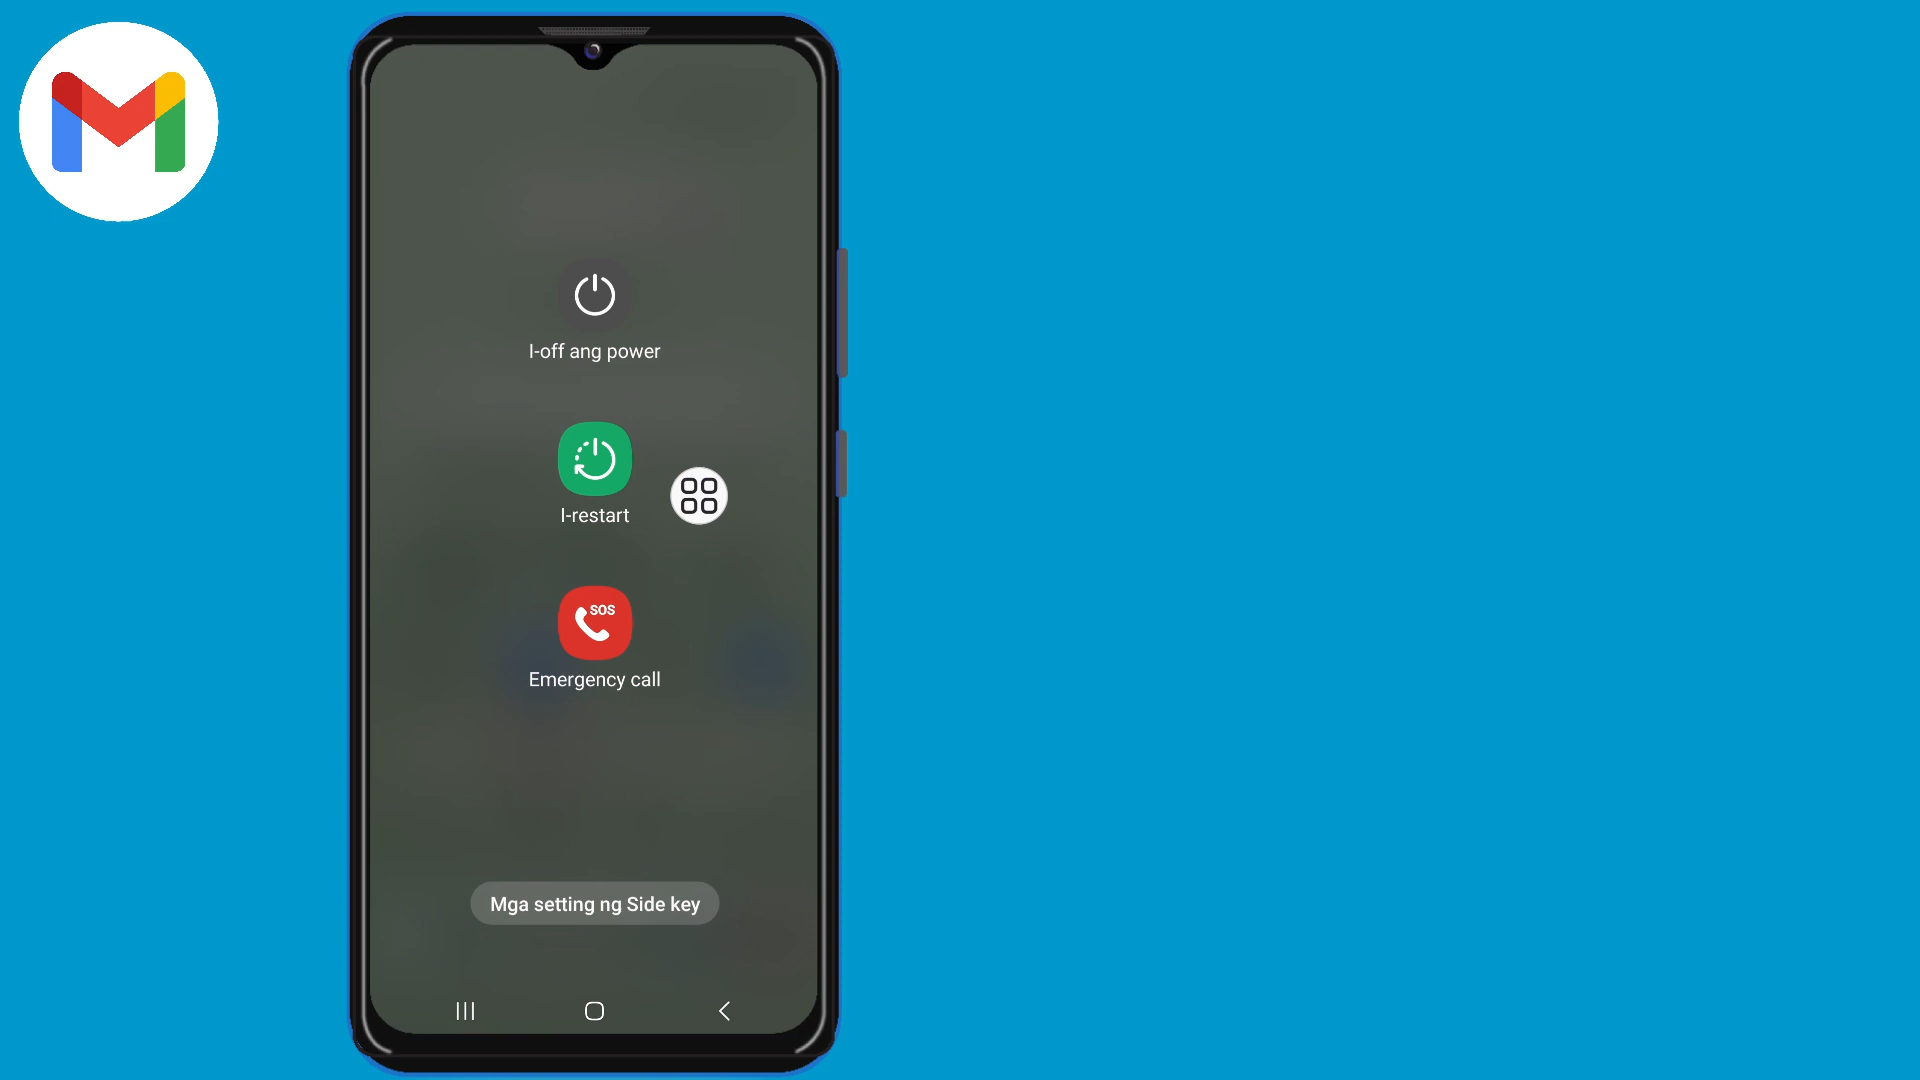 I-off ang power
I-restart
SOS
Emergency call
Mga setting ng Side key